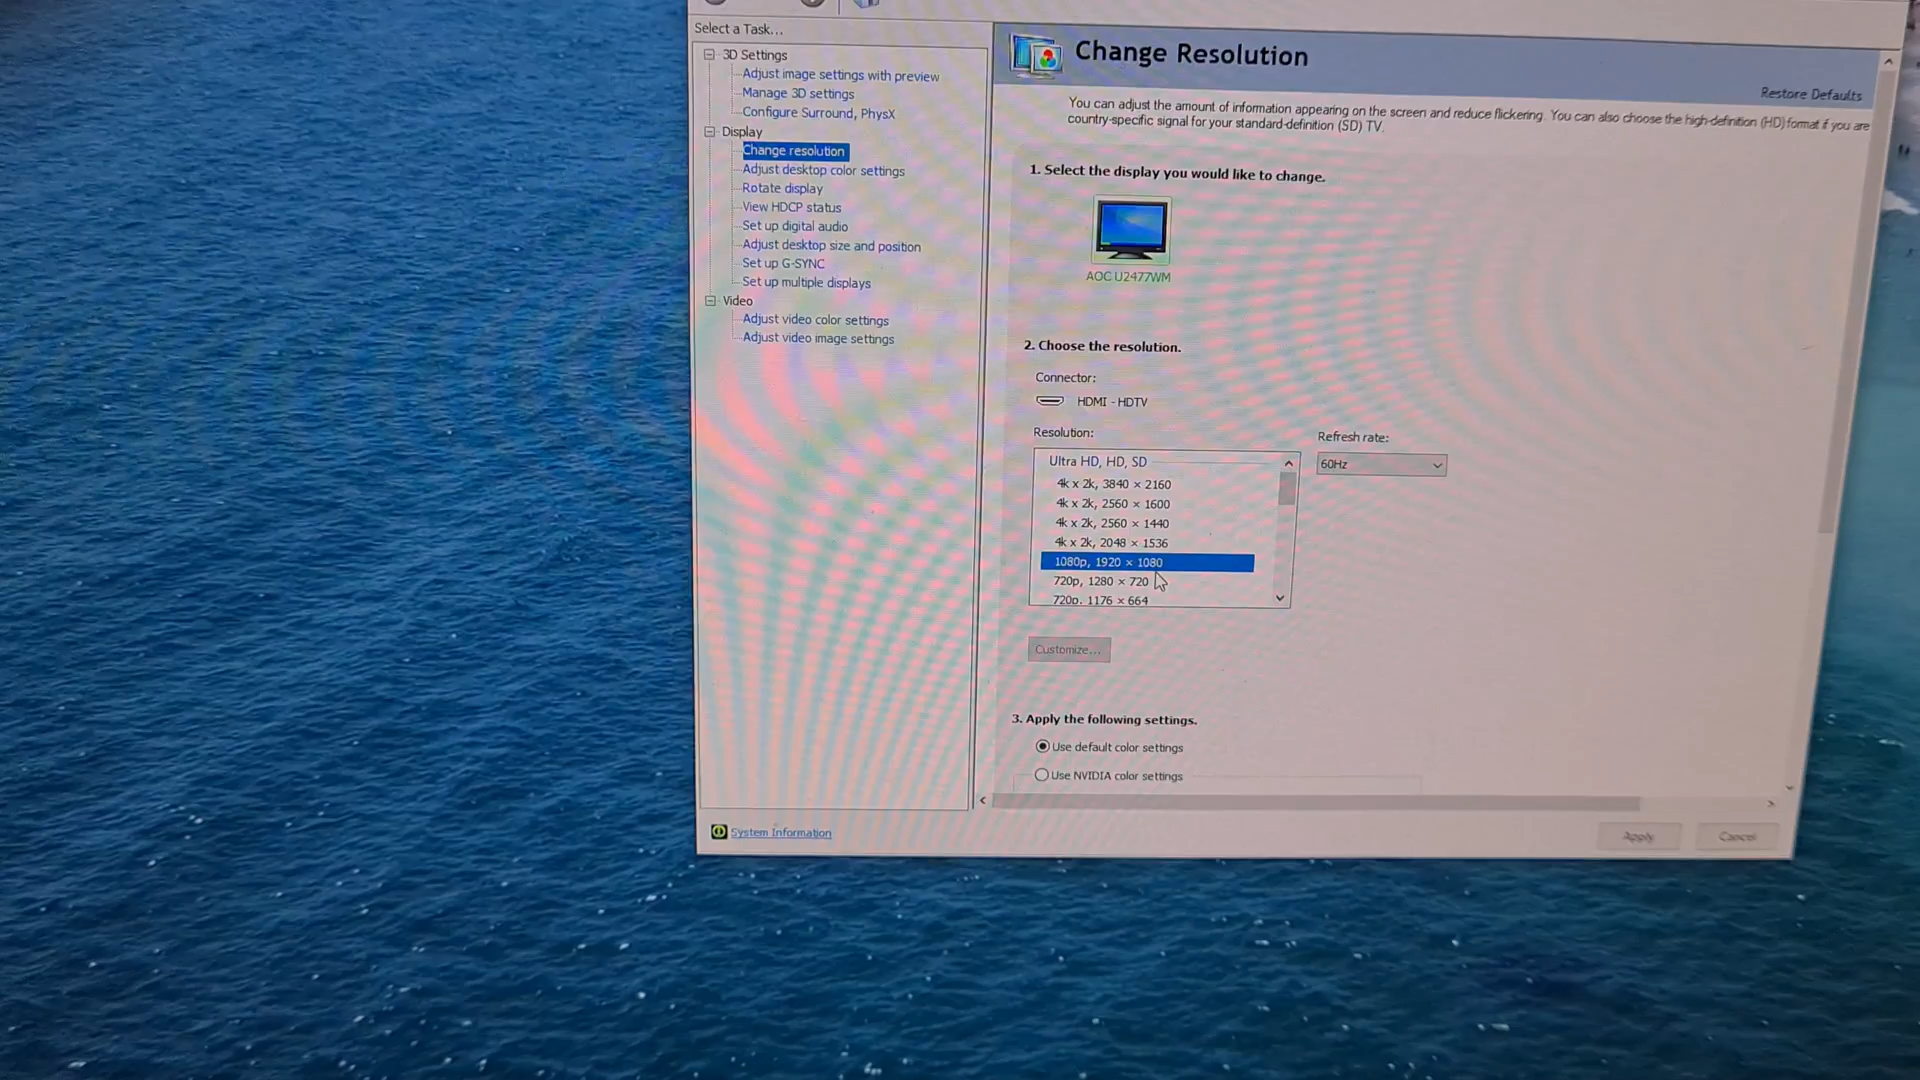 Select a Task...
3D Settings
Adjust image settings with preview
Manage 3D settings
Configure Surround, PhysX
Display
Change resolution
Adjust desktop color settings
Rotate display
View HDCP status
Set up digital audio
Adjust desktop size and position
Set up G-SYNC
Set up multiple displays
Video
Adjust video color settings
Adjust video image settings
System Information
Change Resolution
Restore Defaults
You can adjust the amount of information appearing on the screen and reduce flickering. You can also choose the high-definition (HD) format if you are
country-specific signal for your standard-definition (SD) TV.
1. Select the display you would like to change.
AOC U2477WM
2. Choose the resolution.
Connector:
HDMI - HDTV
Resolution:
Refresh rate:
Ultra HD, HD, SD
60Hz
4k x 2k, 3840 × 2160
4k x 2k, 2560 × 1600
4k x 2k, 2560 × 1440
4k x 2k, 2048 × 1536
1080p, 1920 × 1080
720p, 1280 × 720
720p, 1176 × 664
Customize...
3. Apply the following settings.
Use default color settings
Use NVIDIA color settings
Apply
Cancel